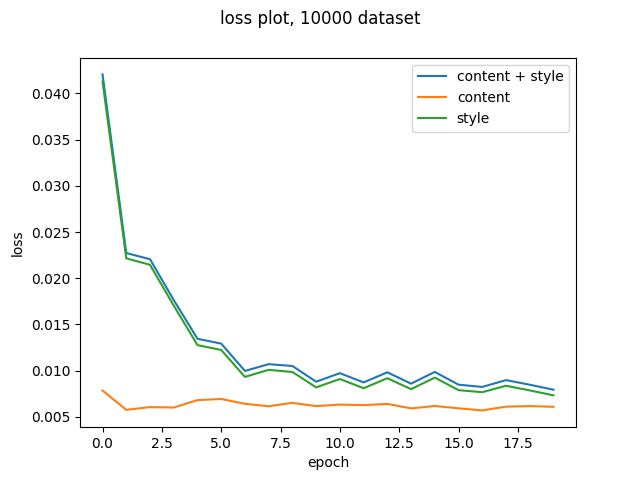 loss plot, 10000 dataset
content + style
content
style
0.040
0.035
0.030
0.025
0.020
0.015
0.010
0.005
loss
0.0 2.5 5.0 7.5 10.0 12.5 15.0 17.5
epoch